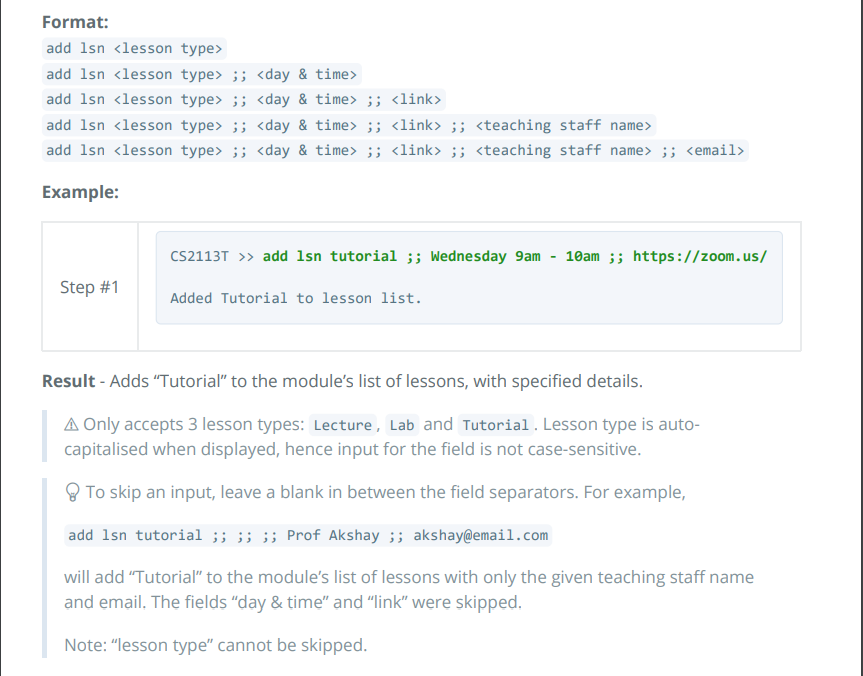 Format:
add lsn <lesson type>
add lsn <lesson type> ;; <day & time>
add lsn <lesson type> ;; <day & time> ;; <link>
add lsn <lesson type> ;; <day & time> ;; <link> ;; <teaching staff name>
add lsn <lesson type> ;; <day & time> ;; <link> ;; <teaching staff name> ;; <email>
Example:
Step #1
CS2113T >> add lsn tutorial ;; Wednesday 9am - 10am ;; https://zoom.us/
Added Tutorial to lesson list.
Result - Adds “Tutorial” to the module’s list of lessons, with specified details.
⚠ Only accepts 3 lesson types: Lecture, Lab and Tutorial. Lesson type is auto-
capitalised when displayed, hence input for the field is not case-sensitive.
To skip an input, leave a blank in between the field separators. For example,
add lsn tutorial ;; ;; ;; Prof Akshay ;; akshay@email.com
will add “Tutorial” to the module’s list of lessons with only the given teaching staff name
and email. The fields “day & time” and “link” were skipped.
Note: “lesson type” cannot be skipped.